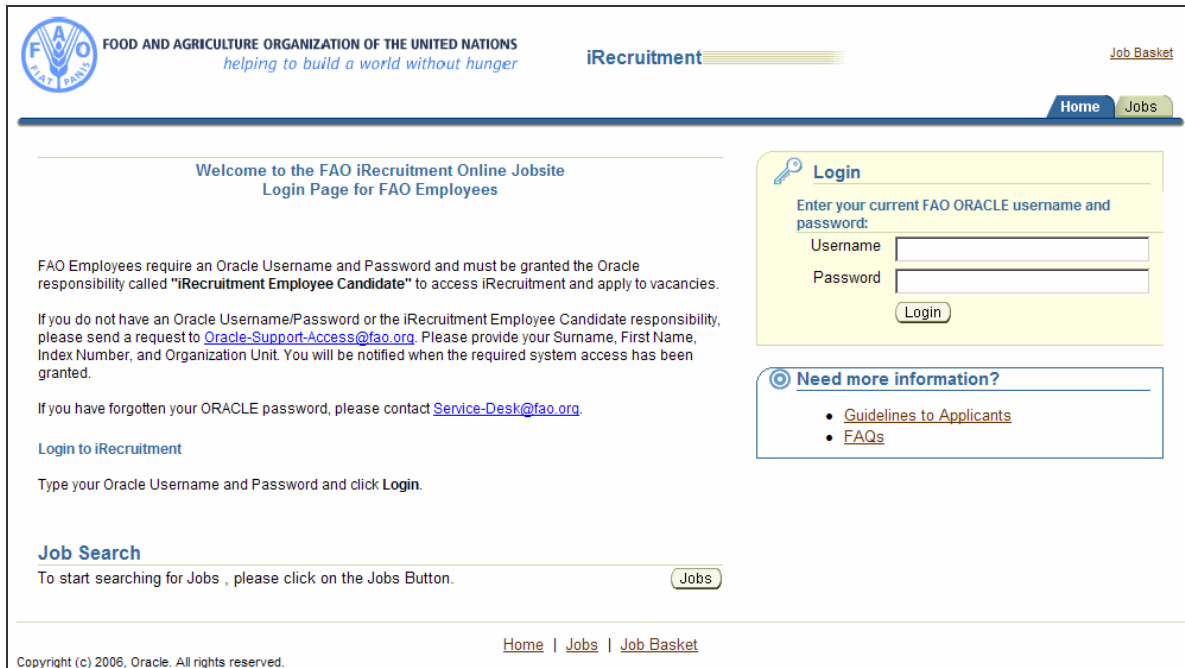 F A O
FIAT PANIS
FOOD AND AGRICULTURE ORGANIZATION OF THE UNITED NATIONS
helping to build a world without hunger
iRecruitment
Job Basket
Home
Jobs
Welcome to the FAO iRecruitment Online Jobsite
Login Page for FAO Employees
FAO Employees require an Oracle Username and Password and must be granted the Oracle
responsibility called "iRecruitment Employee Candidate" to access iRecruitment and apply to vacancies.
If you do not have an Oracle Username/Password or the iRecruitment Employee Candidate responsibility,
please send a request to Oracle-Support-Access@fao.org. Please provide your Surname, First Name,
Index Number, and Organization Unit. You will be notified when the required system access has been
granted.
If you have forgotten your ORACLE password, please contact Service-Desk@fao.org.
Login to iRecruitment
Type your Oracle Username and Password and click Login.
Job Search
To start searching for Jobs , please click on the Jobs Button.
Jobs
Login
Enter your current FAO ORACLE username and
password:
Username
Password
Login
Need more information?
• Guidelines to Applicants
• FAQs
Home | Jobs | Job Basket
Copyright (c) 2006, Oracle. All rights reserved.